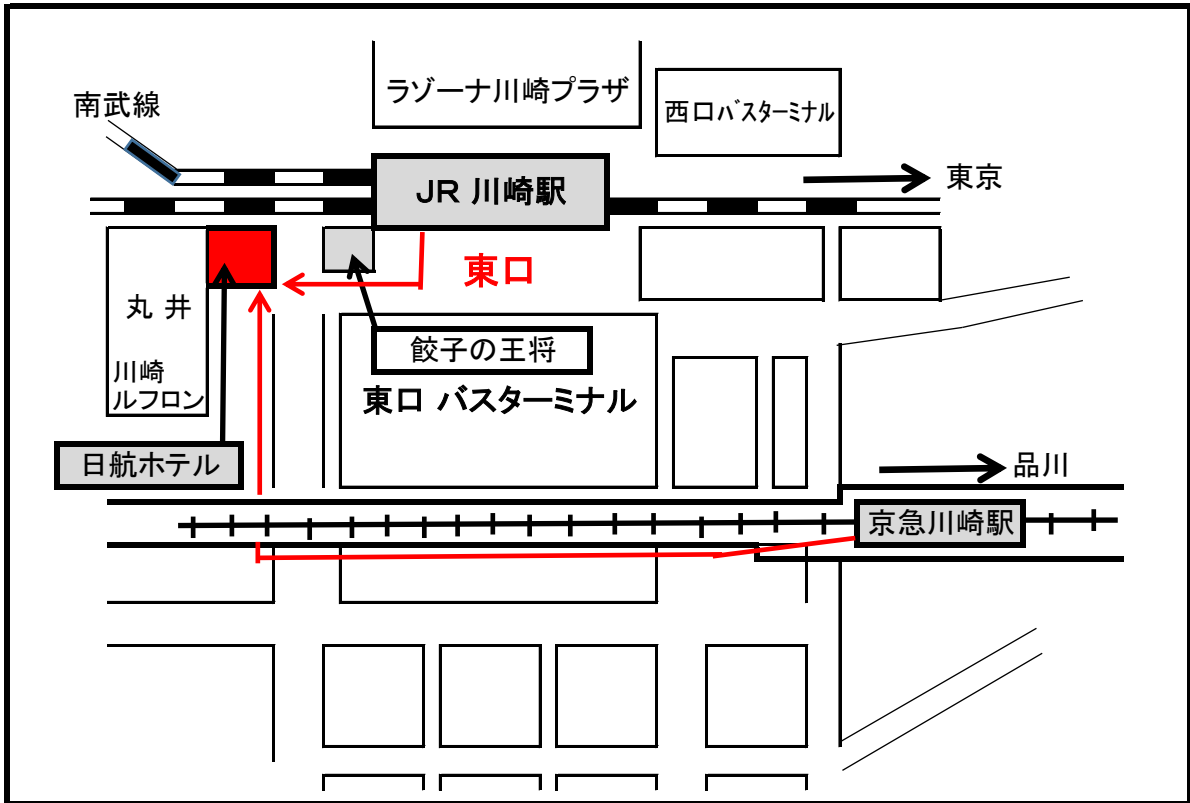 ラゾーナ川崎プラザ
西口バスターミナル
南武線
JR 川崎駅
東京
東口
丸 井
川崎
ルフロン
餃子の王将
東口 バスターミナル
日航ホテル
品川
京急川崎駅